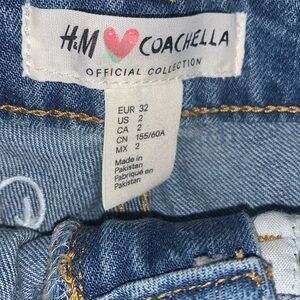 H&M COACHELLA
OFFICIAL COLLECTION
EUR 32
US 2
CA 2
CN 155/60A
MX 2
Made in
Pakistan
Fabriqué en
Pakistan